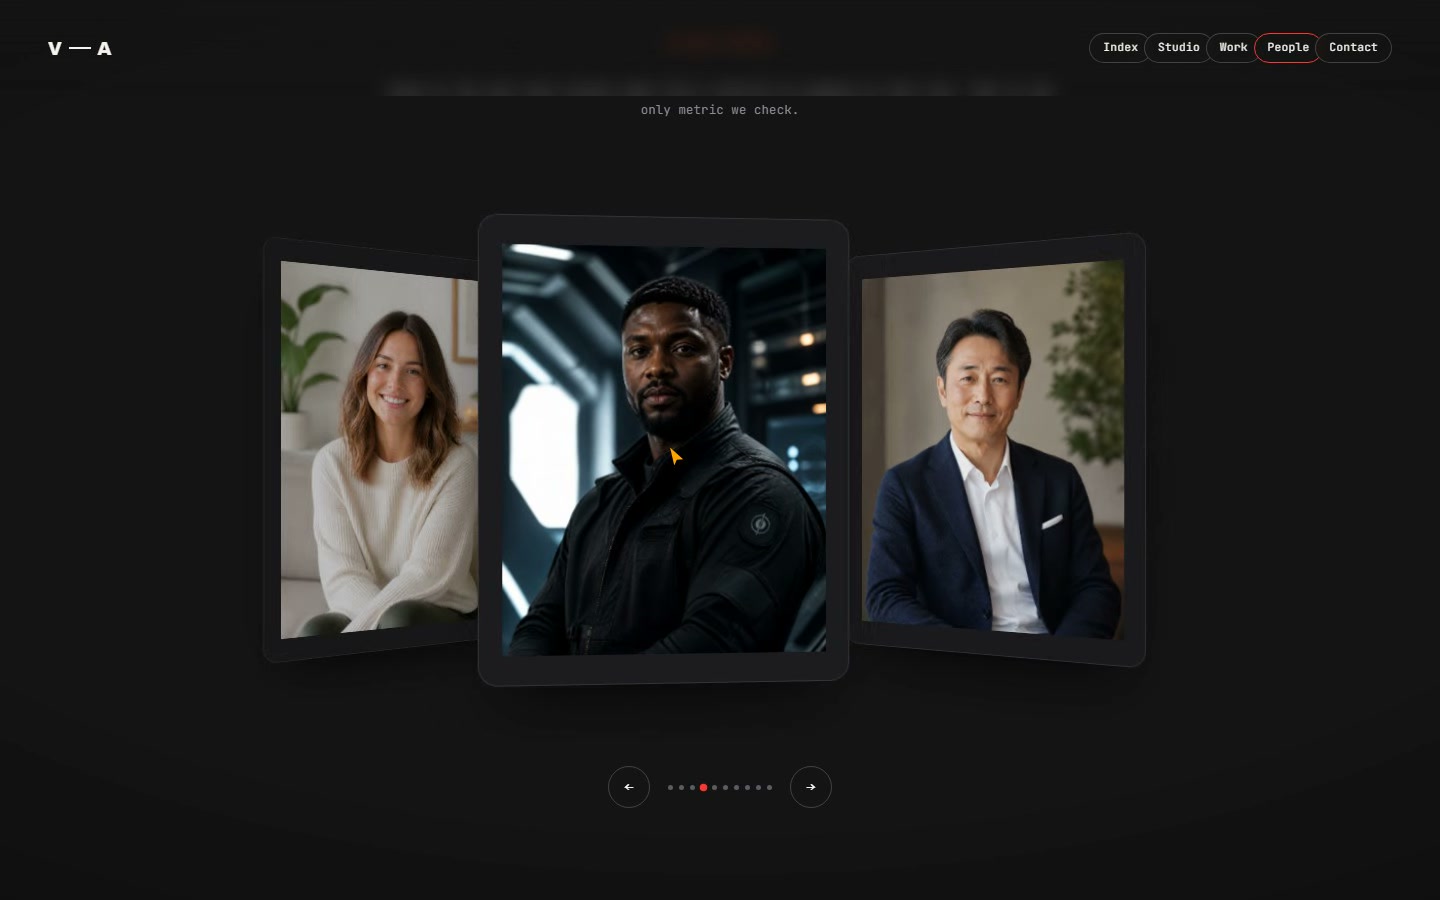 V — A
Index Studio Work People Contact
only metric we check.
← →